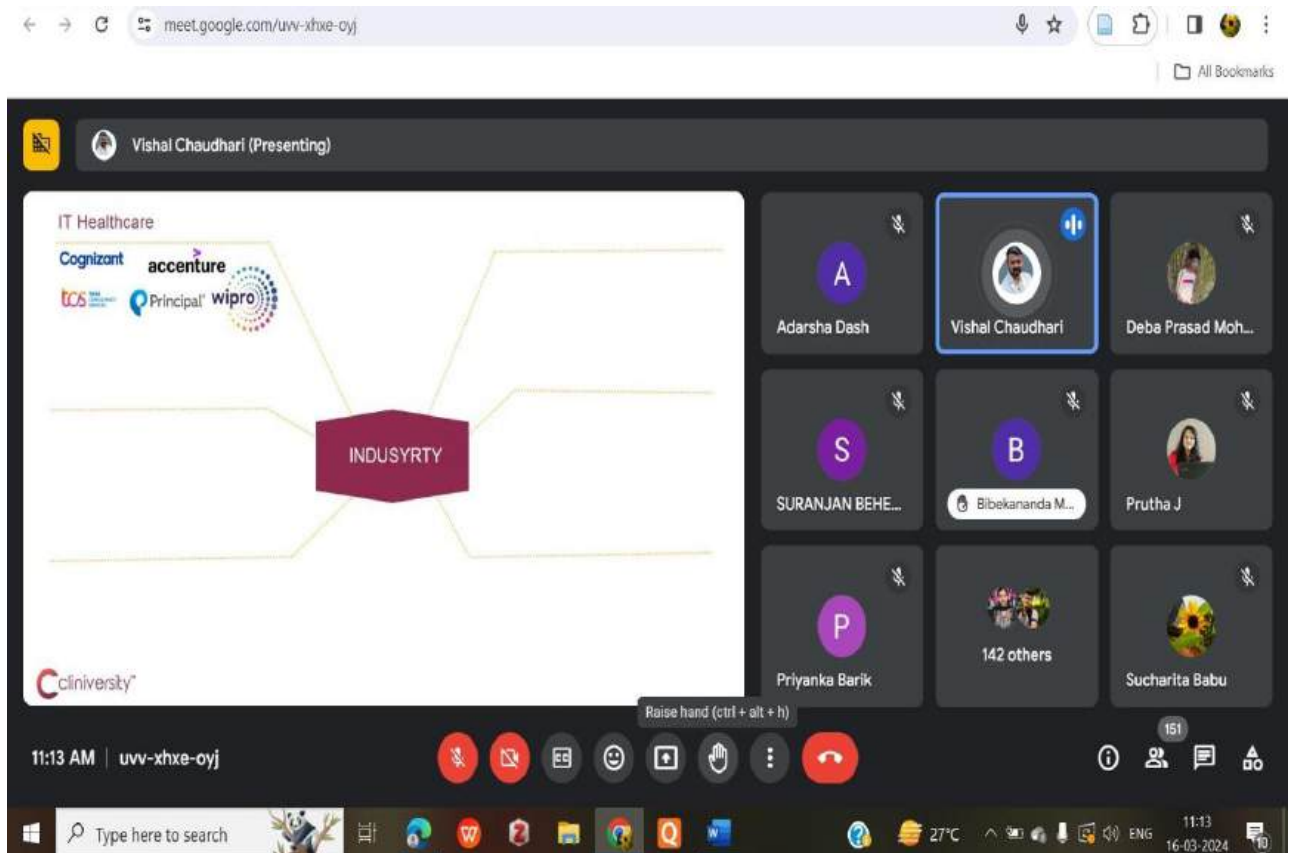 meet.google.com/uvv-xhxe-oyj
All Bookmarks
Vishal Chaudhari (Presenting)
IT Healthcare
Cognizant
accenture
tcs
Principal
wipro
INDUSYRTY
cliniversity
A
Adarsha Dash
Vishal Chaudhari
Deba Prasad Moh...
S
SURANJAN BEHE...
B
Bibekananda M...
Prutha J
P
Priyanka Barik
142 others
Sucharita Babu
Raise hand (ctrl + alt + h)
11:13 AM | uvv-xhxe-oyj
151
Type here to search
27°C
ENG
11:13
16-03-2024
10